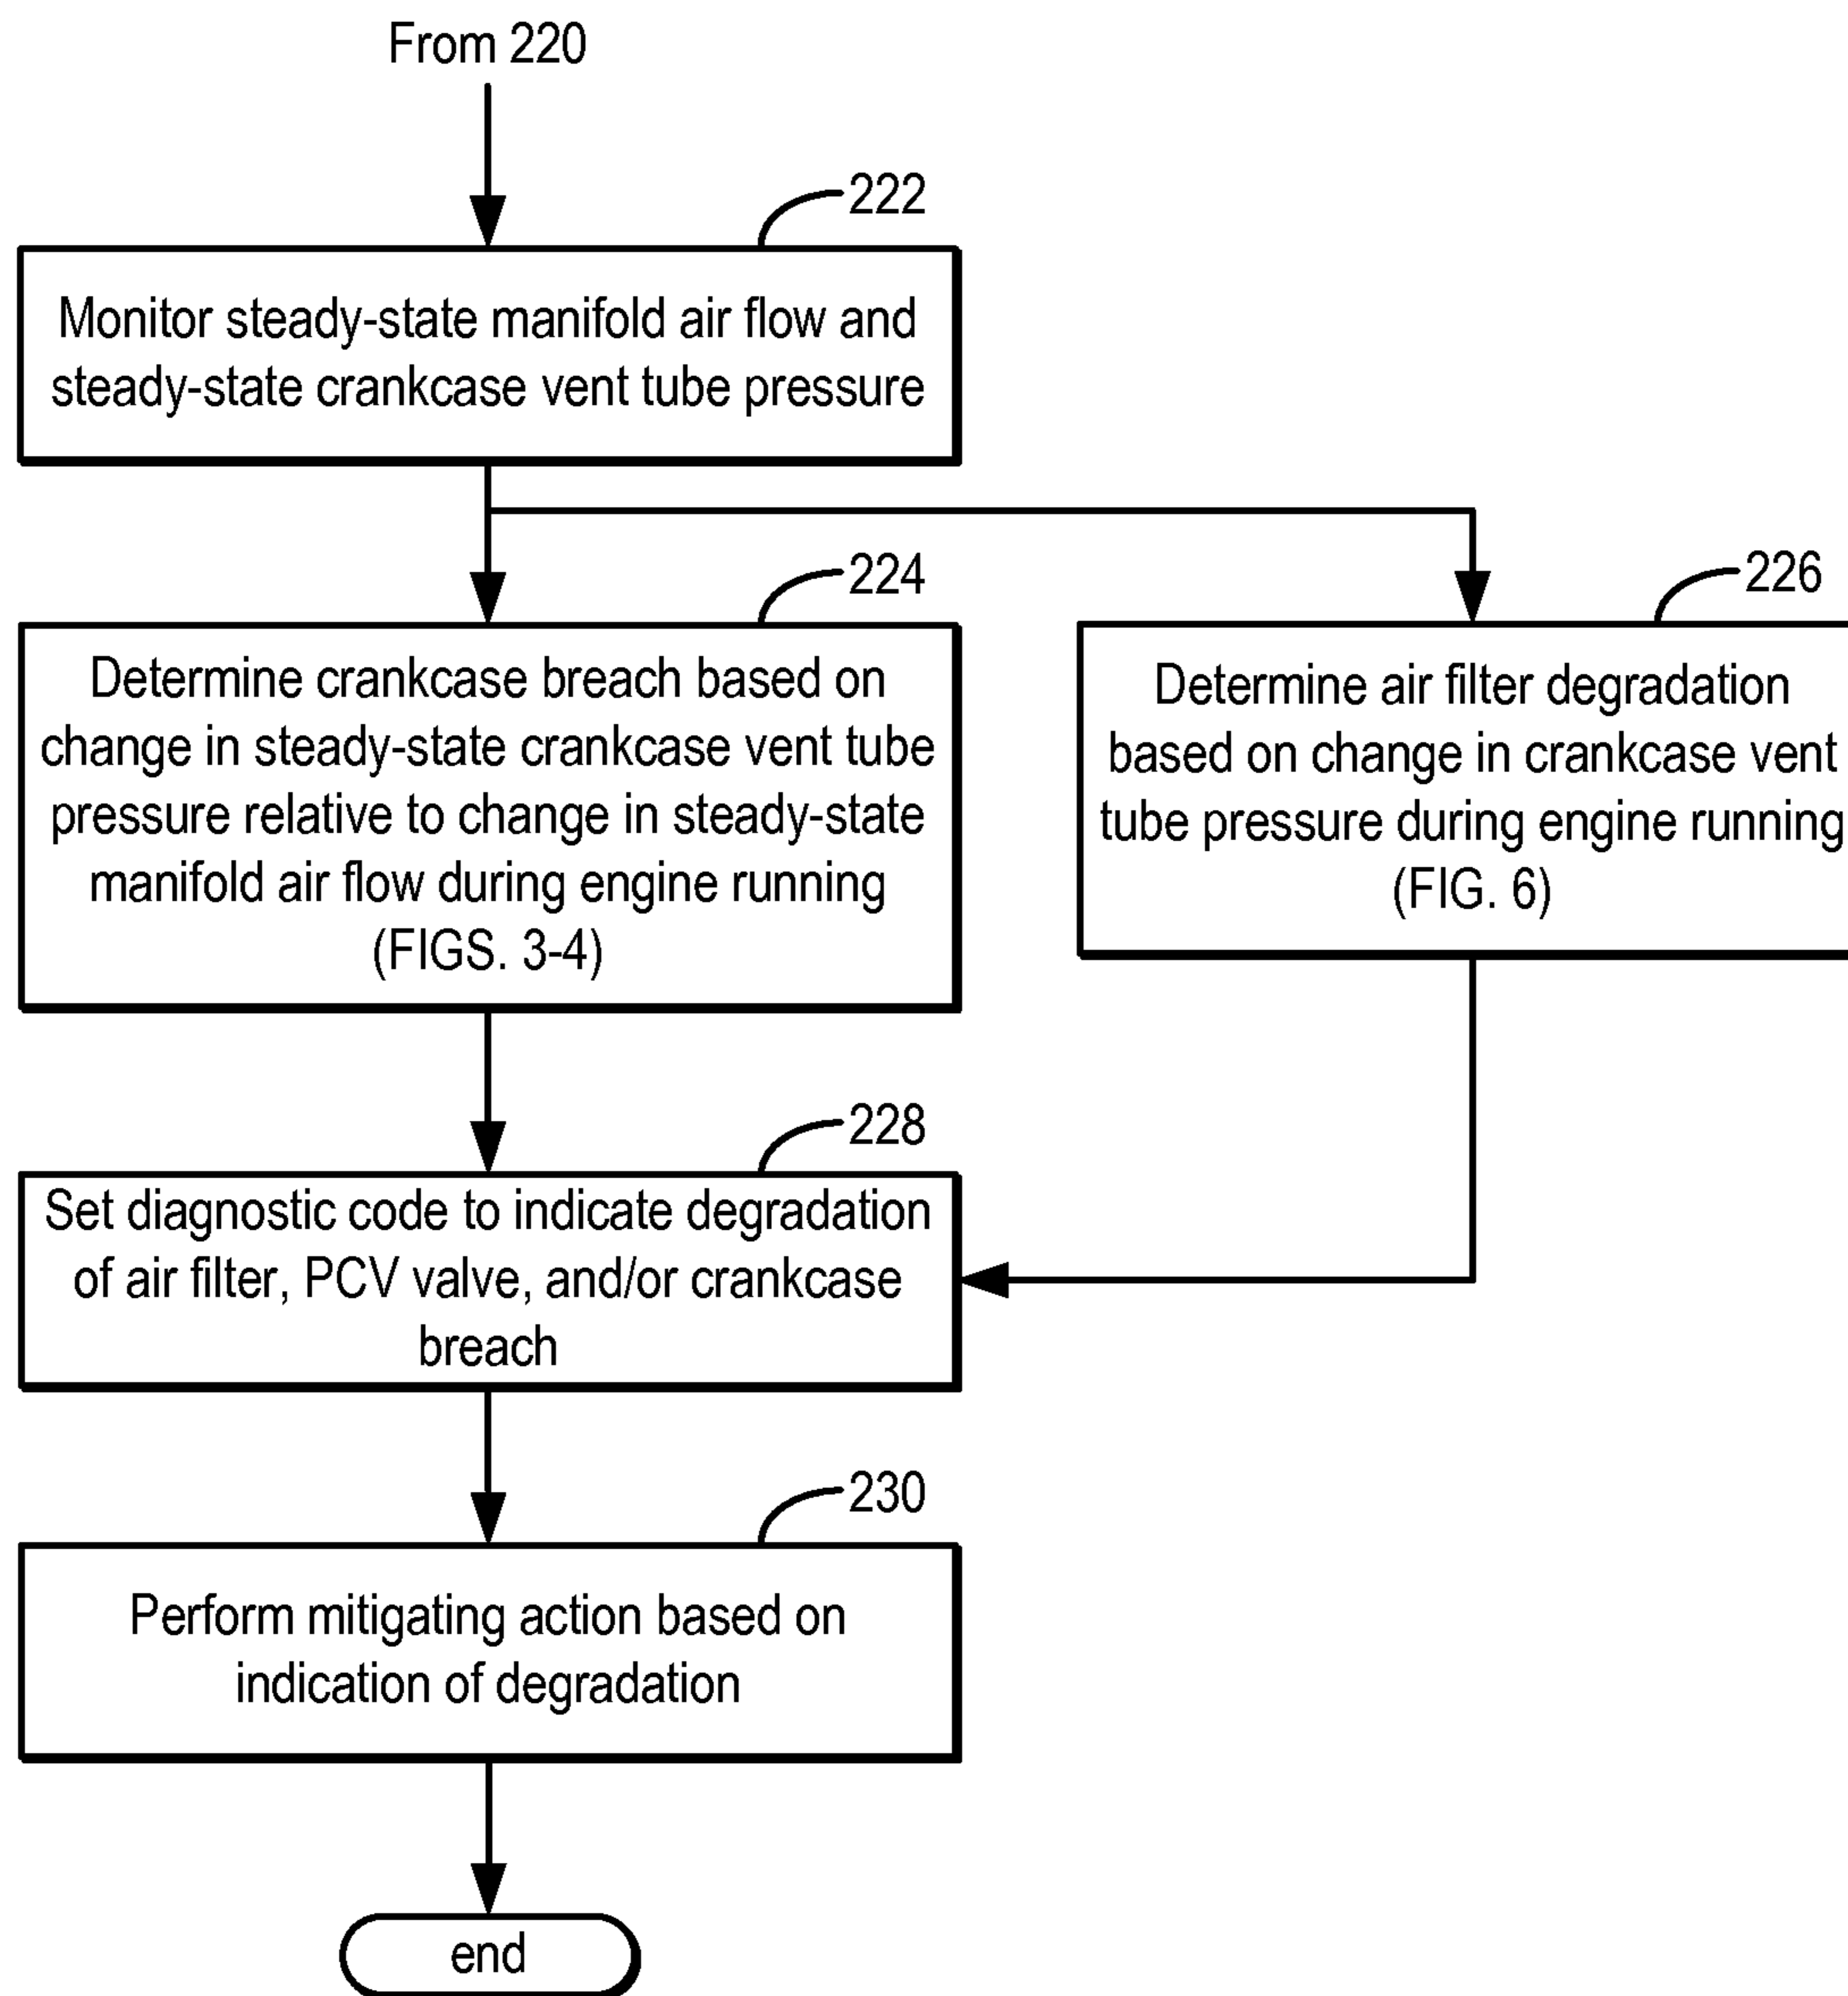 From 220
222
Monitor steady-state manifold air flow and
steady-state crankcase vent tube pressure
224
Determine crankcase breach based on
change in steady-state crankcase vent tube
pressure relative to change in steady-state
manifold air flow during engine running
(FIGS. 3-4)
226
Determine air filter degradation
based on change in crankcase vent
tube pressure during engine running
(FIG. 6)
228
Set diagnostic code to indicate degradation
of air filter, PCV valve, and/or crankcase
breach
230
Perform mitigating action based on
indication of degradation
end